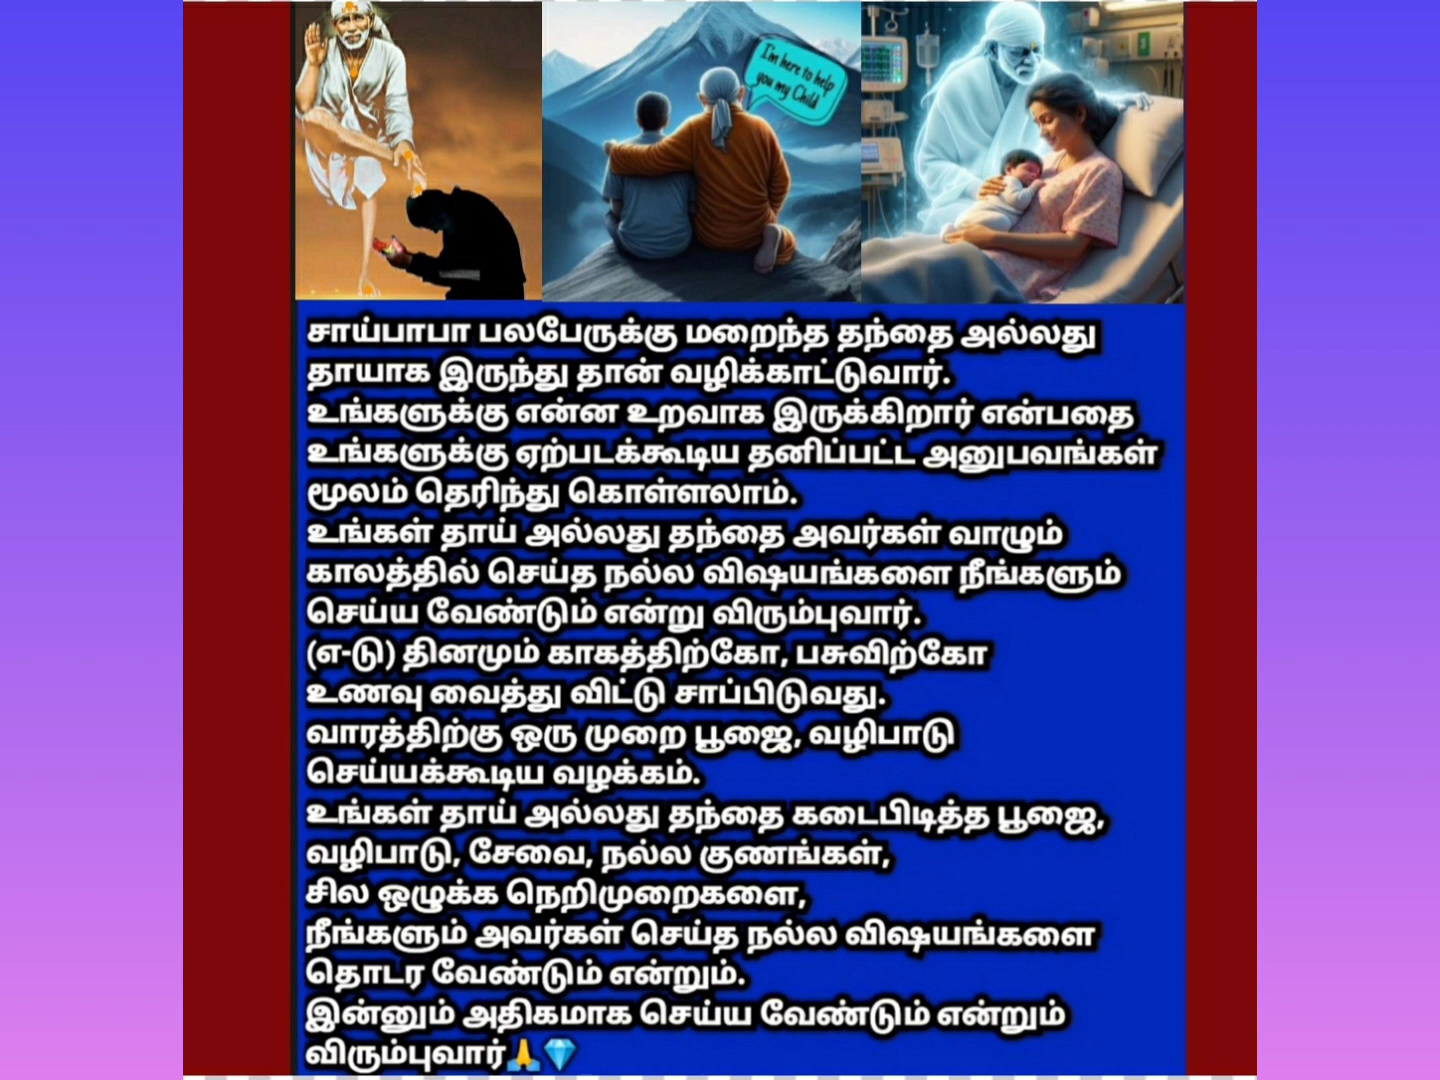 I'm here to help
you my Child
சாய்பாபா பலபேருக்கு மறைந்த தந்தை அல்லது
தாயாக இருந்து தான் வழிக்காட்டுவார்.
உங்களுக்கு என்ன உறவாக இருக்கிறார் என்பதை
உங்களுக்கு ஏற்படக்கூடிய தனிப்பட்ட அனுபவங்கள்
மூலம் தெரிந்து கொள்ளலாம்.
உங்கள் தாய் அல்லது தந்தை அவர்கள் வாழும்
காலத்தில் செய்த நல்ல விஷயங்களை நீங்களும்
செய்ய வேண்டும் என்று விரும்புவார்.
(எ-டு) தினமும் காகத்திற்கோ, பசுவிற்கோ
உணவு வைத்து விட்டு சாப்பிடுவது.
வாரத்திற்கு ஒரு முறை பூஜை, வழிபாடு
செய்யக்கூடிய வழக்கம்.
உங்கள் தாய் அல்லது தந்தை கடைபிடித்த பூஜை,
வழிபாடு, சேவை, நல்ல குணங்கள்,
சில ஒழுக்க நெறிமுறைகளை,
நீங்களும் அவர்கள் செய்த நல்ல விஷயங்களை
தொடர வேண்டும் என்றும்.
இன்னும் அதிகமாக செய்ய வேண்டும் என்றும்
விரும்புவார்🙏💎